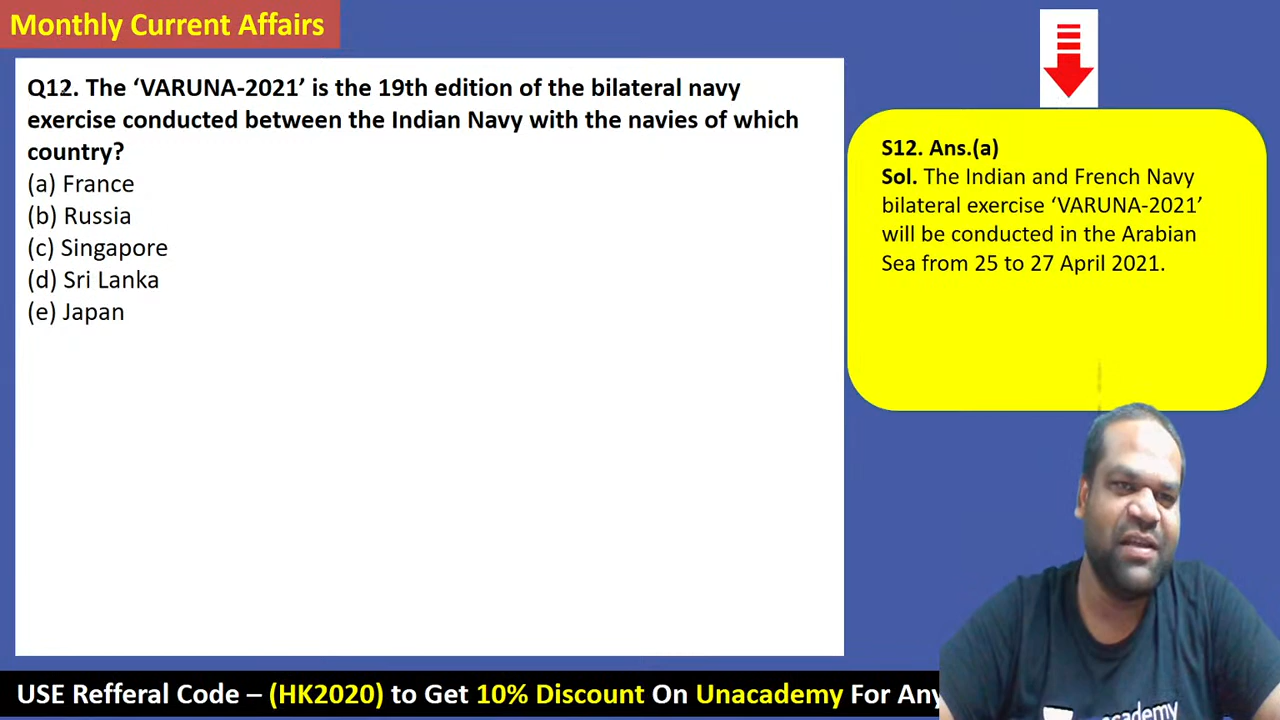 Monthly Current Affairs
Q12. The ‘VARUNA-2021’ is the 19th edition of the bilateral navy
exercise conducted between the Indian Navy with the navies of which
country?
(a) France
(b) Russia
(c) Singapore
(d) Sri Lanka
(e) Japan
S12. Ans.(a)
Sol. The Indian and French Navy
bilateral exercise ‘VARUNA-2021’
will be conducted in the Arabian
Sea from 25 to 27 April 2021.
USE Refferal Code – (HK2020) to Get 10% Discount On Unacademy For Any